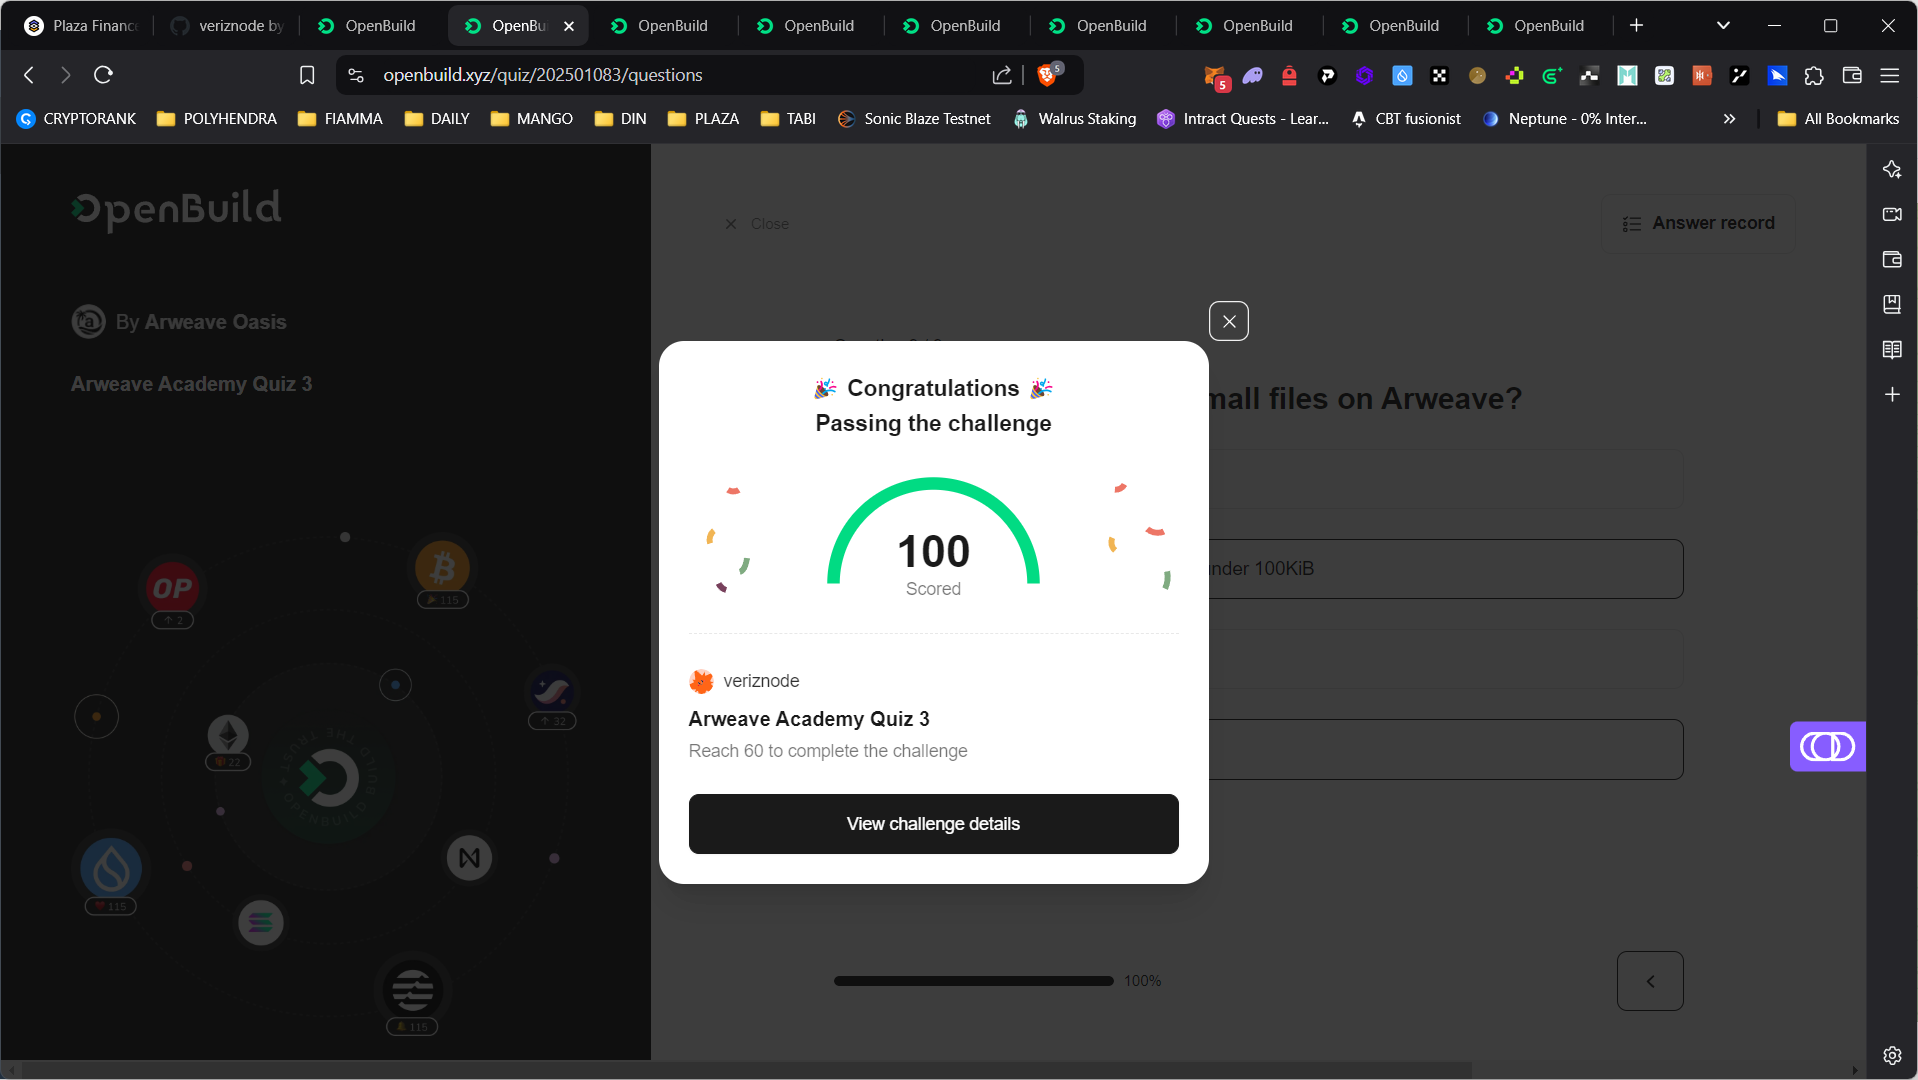 Plaza Financ
veriznode by
OpenBuild
OpenBu
OpenBuild
OpenBuild
OpenBuild
OpenBuild
OpenBuild
OpenBuild
OpenBuild
openbuild.xyz/quiz/202501083/questions
5
5
CRYPTORANK
POLYHENDRA
FIAMMA
DAILY
MANGO
DIN
PLAZA
TABI
Sonic Blaze Testnet
Walrus Staking
Intract Quests - Lear...
CBT fusionist
Neptune - 0% Inter...
All Bookmarks
OpenBuild
By Arweave Oasis
Arweave Academy Quiz 3
OP
2
115
32
22
115
115
Close
Answer record
mall files on Arweave?
under 100KiB
Congratulations
Passing the challenge
100
Scored
veriznode
Arweave Academy Quiz 3
Reach 60 to complete the challenge
View challenge details
100%